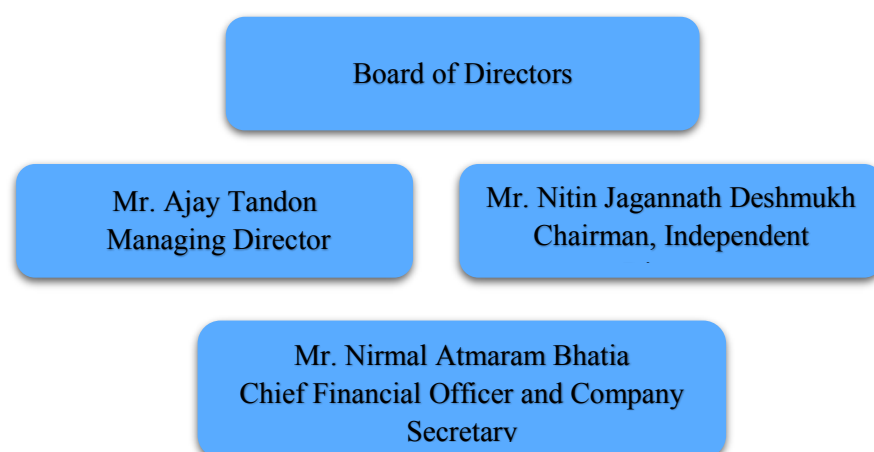 Board of Directors
Mr. Ajay Tandon
Managing Director
Mr. Nitin Jagannath Deshmukh
Chairman, Independent
Mr. Nirmal Atmaram Bhatia
Chief Financial Officer and Company
Secretary